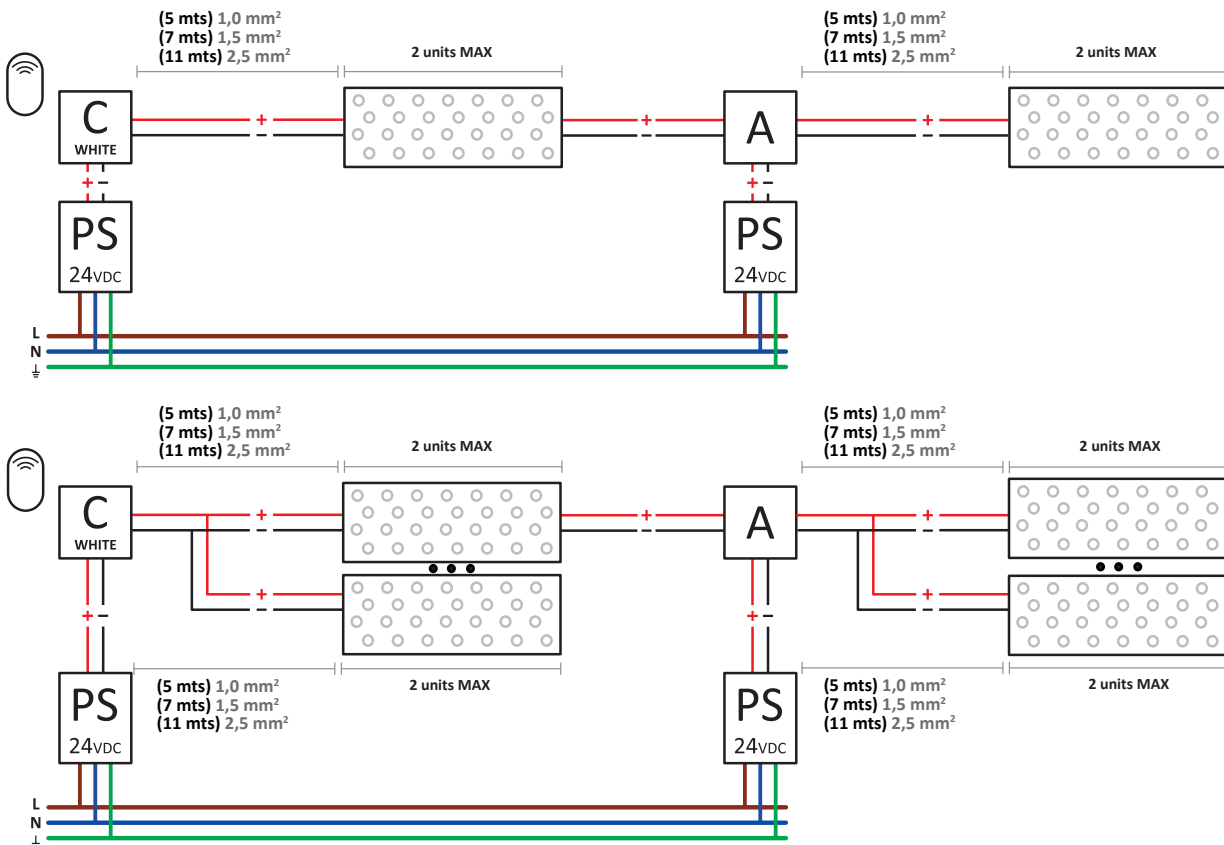 (5 mts) 1,0 mm²
(7 mts) 1,5 mm²
(11 mts) 2,5 mm²
2 units MAX
(5 mts) 1,0 mm²
(7 mts) 1,5 mm²
(11 mts) 2,5 mm²
2 units MAX
C
WHITE
+
−
+
−
A
+
−
+ −
+ −
PS
24VDC
PS
24VDC
L
N
(5 mts) 1,0 mm²
(7 mts) 1,5 mm²
(11 mts) 2,5 mm²
2 units MAX
(5 mts) 1,0 mm²
(7 mts) 1,5 mm²
(11 mts) 2,5 mm²
2 units MAX
C
WHITE
+
−
+
−
A
+
−
+
−
+
−
+ −
+ −
(5 mts) 1,0 mm²
(7 mts) 1,5 mm²
(11 mts) 2,5 mm²
2 units MAX
(5 mts) 1,0 mm²
(7 mts) 1,5 mm²
(11 mts) 2,5 mm²
2 units MAX
PS
24VDC
PS
24VDC
L
N